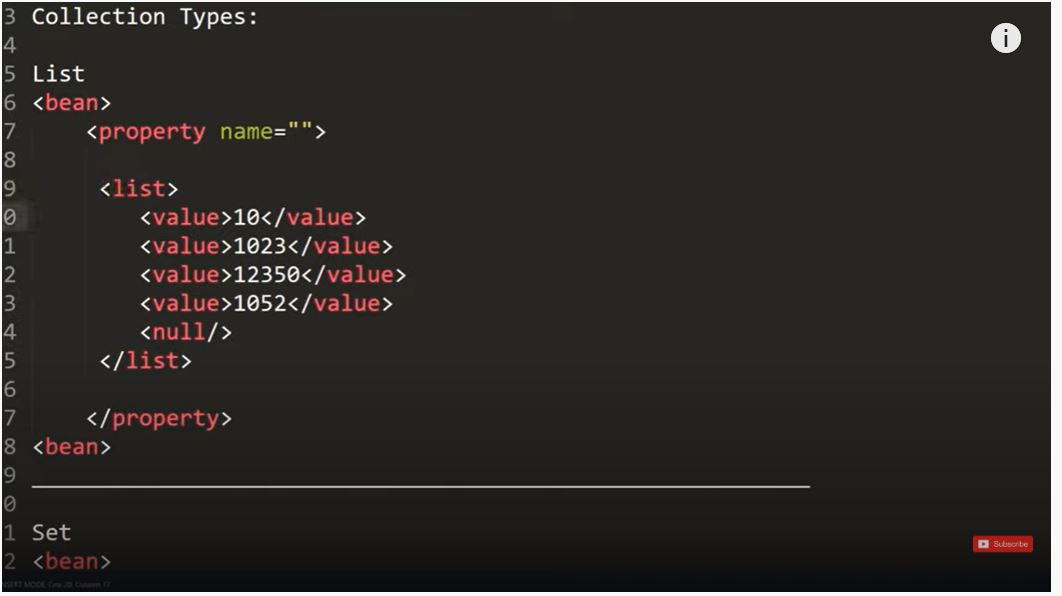 3 Collection Types:
4
5 List
6 <bean>
7 <property name="">
8
9 <list>
0 <value>10</value>
1 <value>1023</value>
2 <value>12350</value>
3 <value>1052</value>
4 <null/>
5 </list>
6
7 </property>
8 <bean>
9
0
1 Set
2 <bean>
i
Subscribe